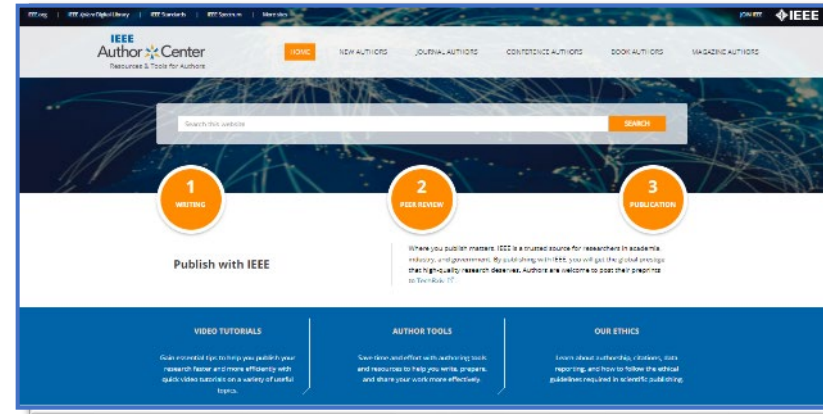 IEEE.org | IEEE Xplore Digital Library | IEEE Standards | IEEE Spectrum | More sites
JOIN IEEE
IEEE
IEEE
Author Center
Resources & Tools for Authors
HOME
NEW AUTHORS
JOURNAL AUTHORS
CONFERENCE AUTHORS
BOOK AUTHORS
MAGAZINE AUTHORS
Search this website
SEARCH
1
WRITING
2
PEER REVIEW
3
PUBLICATION
Publish with IEEE
Where you publish matters. IEEE is a trusted source for researchers in academia,
industry, and government. By publishing with IEEE, you will get the global prestige
that high-quality research deserves. Authors are welcome to post their preprints
to TechRxiv.
VIDEO TUTORIALS
Gain essential tips to help you publish your
research faster and more efficiently with
quick video tutorials on a variety of useful
topics.
AUTHOR TOOLS
Save time and effort with authoring tools
and resources to help you write, prepare,
and share your work more effectively.
OUR ETHICS
Learn about authorship, citations, data
reporting, and how to follow the ethical
guidelines required in scientific publishing.